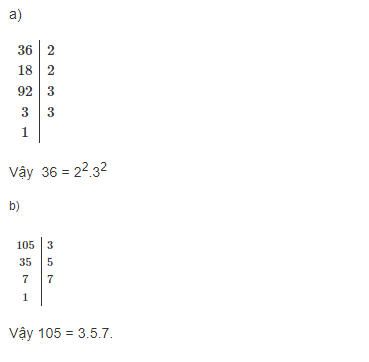 a)
36 | 2
18 | 2
92 | 3
3 | 3
1 |
Vậy 36 = 2².3²
b)
105 | 3
35 | 5
7 | 7
1 |
Vậy 105 = 3.5.7.